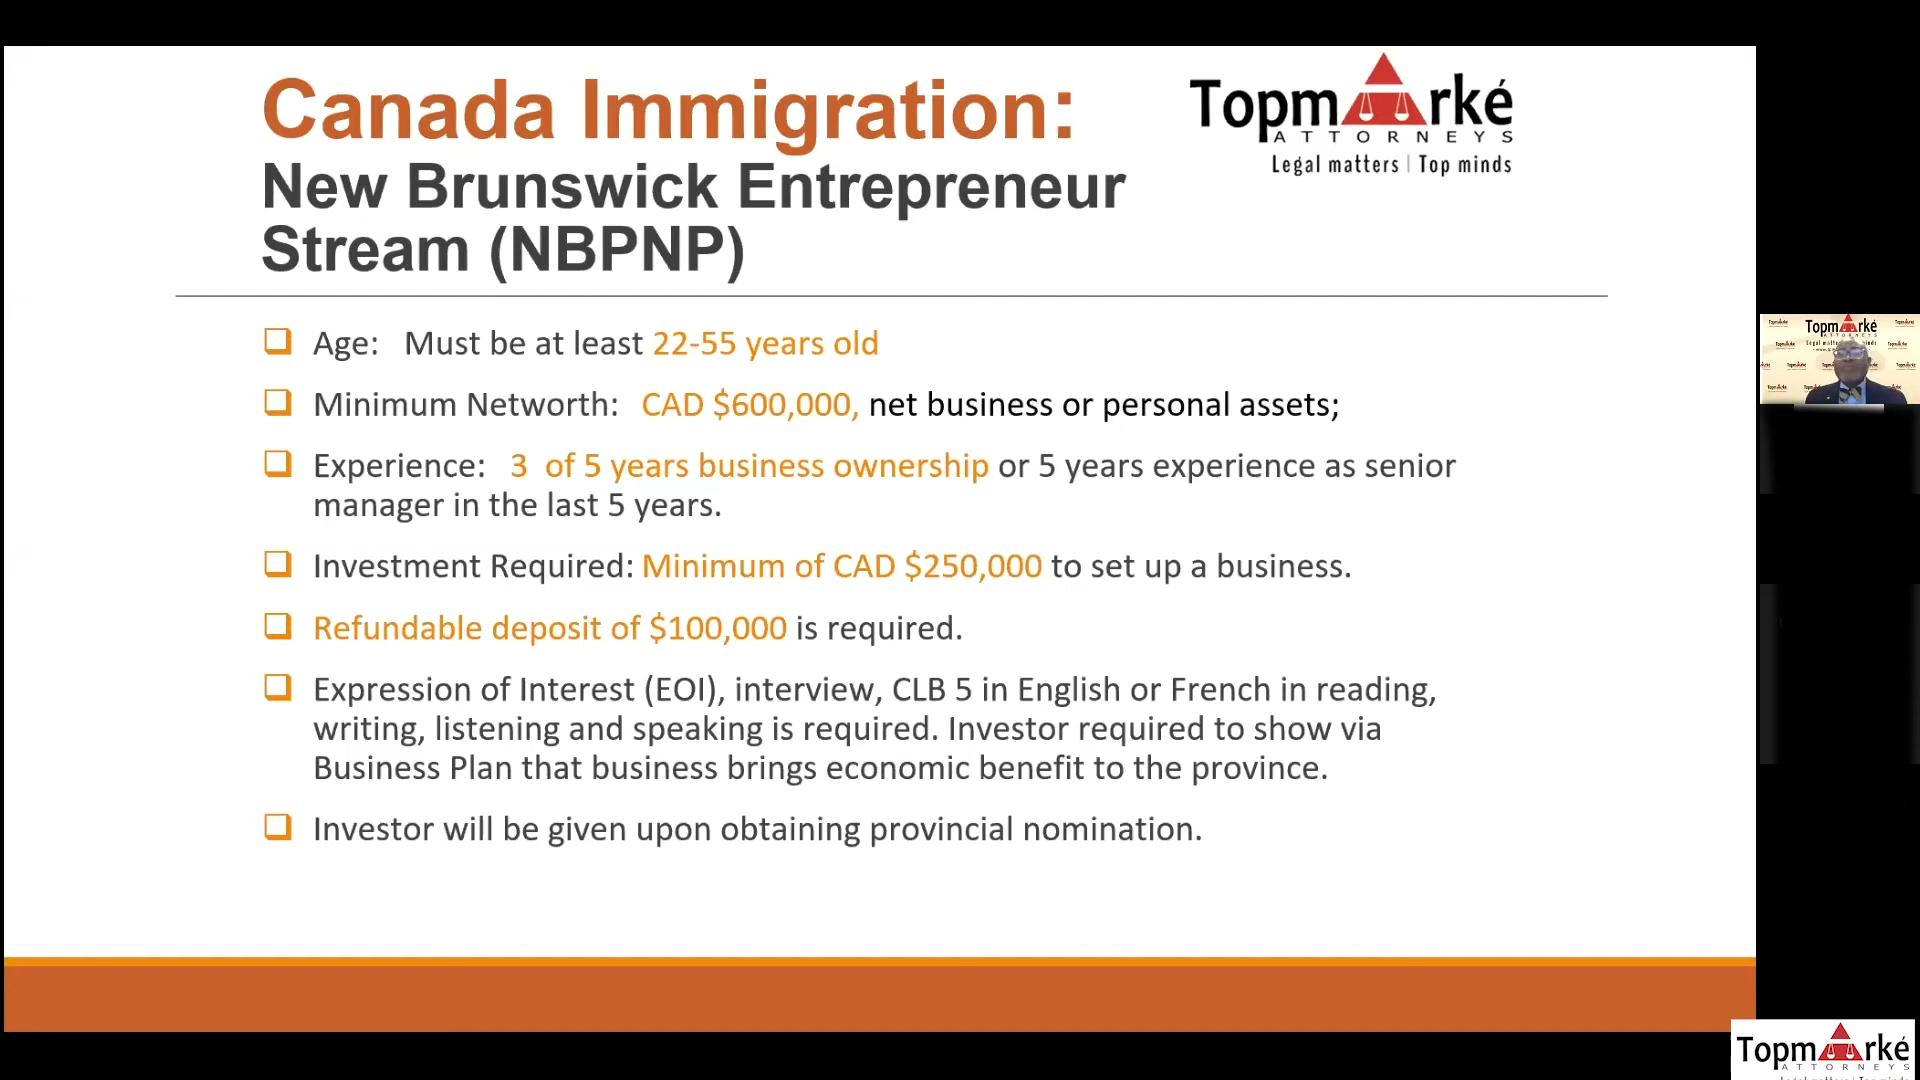 Canada Immigration:
New Brunswick Entrepreneur
Stream (NBPNP)
Topmarké
ATTORNEYS
Legal matters | Top minds
❑ Age: Must be at least 22-55 years old
❑ Minimum Networth: CAD $600,000, net business or personal assets;
❑ Experience: 3 of 5 years business ownership or 5 years experience as senior
manager in the last 5 years.
❑ Investment Required: Minimum of CAD $250,000 to set up a business.
❑ Refundable deposit of $100,000 is required.
❑ Expression of Interest (EOI), interview, CLB 5 in English or French in reading,
writing, listening and speaking is required. Investor required to show via
Business Plan that business brings economic benefit to the province.
❑ Investor will be given upon obtaining provincial nomination.
Topmarké
Topmarké
ATTORNEYS